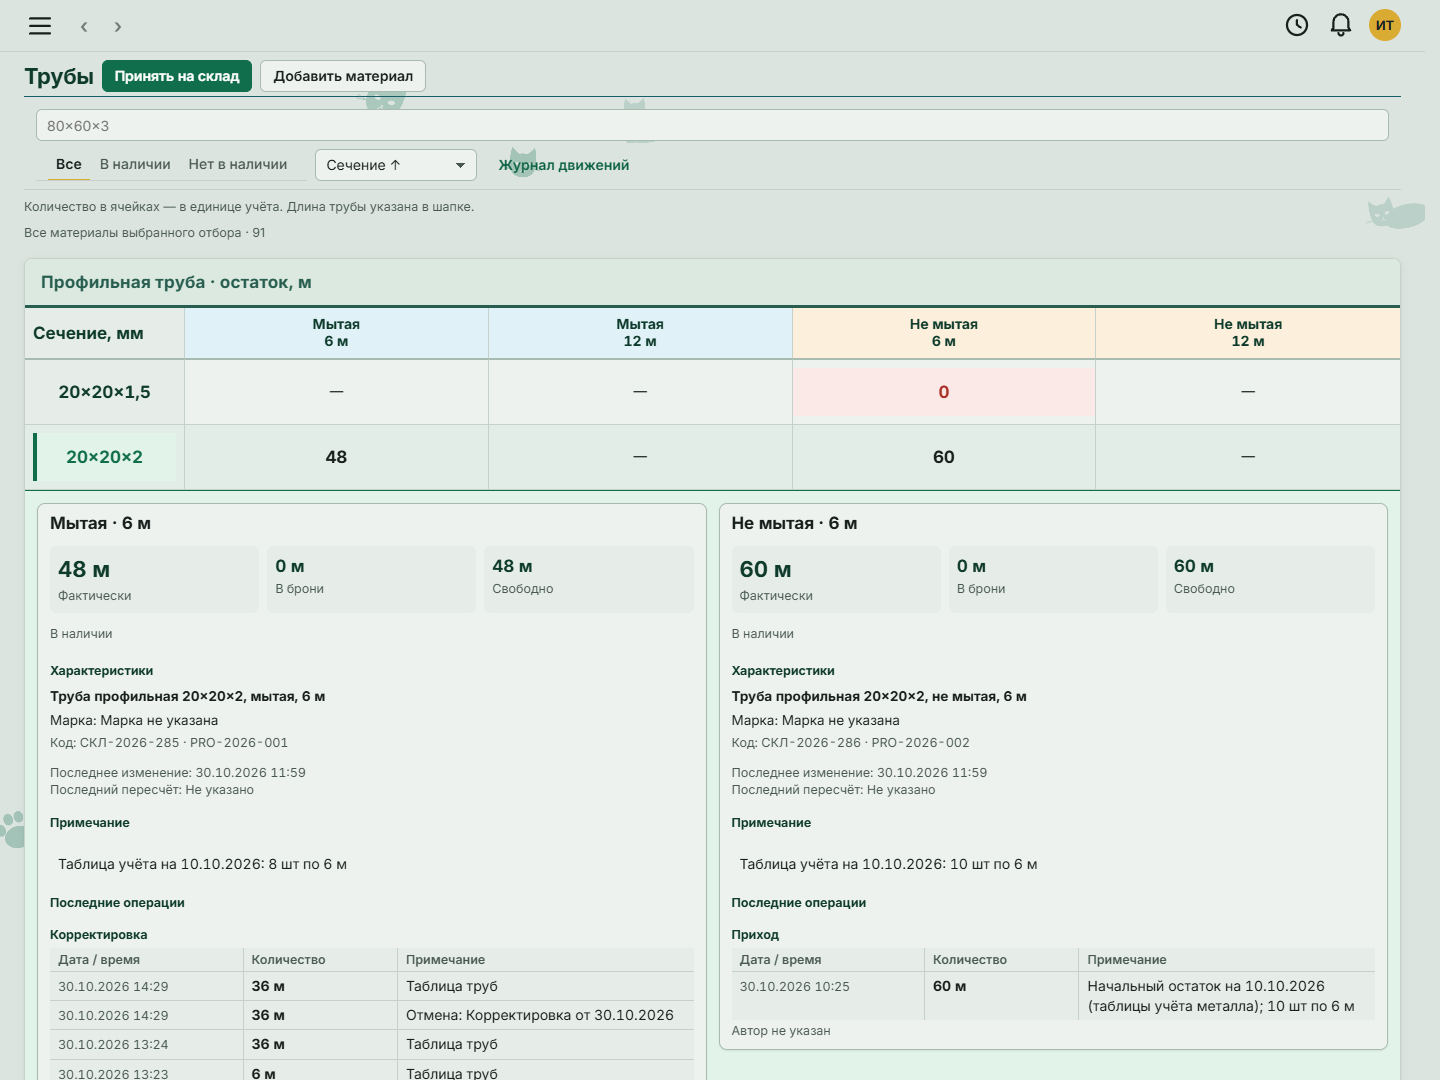 ИТ
Трубы
Принять на склад
Добавить материал
80×60×3
Все
В наличии
Нет в наличии
Сечение ↑
Журнал движений
Количество в ячейках — в единице учёта. Длина трубы указана в шапке.
Все материалы выбранного отбора · 91
Профильная труба · остаток, м
Сечение, мм
Мытая
6 м
Мытая
12 м
Не мытая
6 м
Не мытая
12 м
20×20×1,5
—
—
0
—
20×20×2
48
—
60
—
Мытая · 6 м
48 м
Фактически
0 м
В брони
48 м
Свободно
В наличии
Характеристики
Труба профильная 20×20×2, мытая, 6 м
Марка: Марка не указана
Код: СКЛ-2026-285 · PRO-2026-001
Последнее изменение: 30.10.2026 11:59
Последний пересчёт: Не указано
Примечание
Таблица учёта на 10.10.2026: 8 шт по 6 м
Последние операции
Корректировка
Дата / время
Количество
Примечание
30.10.2026 14:29
36 м
Таблица труб
30.10.2026 14:29
36 м
Отмена: Корректировка от 30.10.2026
30.10.2026 13:24
36 м
Таблица труб
30.10.2026 13:23
6 м
Таблица труб
Не мытая · 6 м
60 м
Фактически
0 м
В брони
60 м
Свободно
В наличии
Характеристики
Труба профильная 20×20×2, не мытая, 6 м
Марка: Марка не указана
Код: СКЛ-2026-286 · PRO-2026-002
Последнее изменение: 30.10.2026 11:59
Последний пересчёт: Не указано
Примечание
Таблица учёта на 10.10.2026: 10 шт по 6 м
Последние операции
Приход
Дата / время
Количество
Примечание
30.10.2026 10:25
60 м
Начальный остаток на 10.10.2026
(таблицы учёта металла); 10 шт по 6 м
Автор не указан